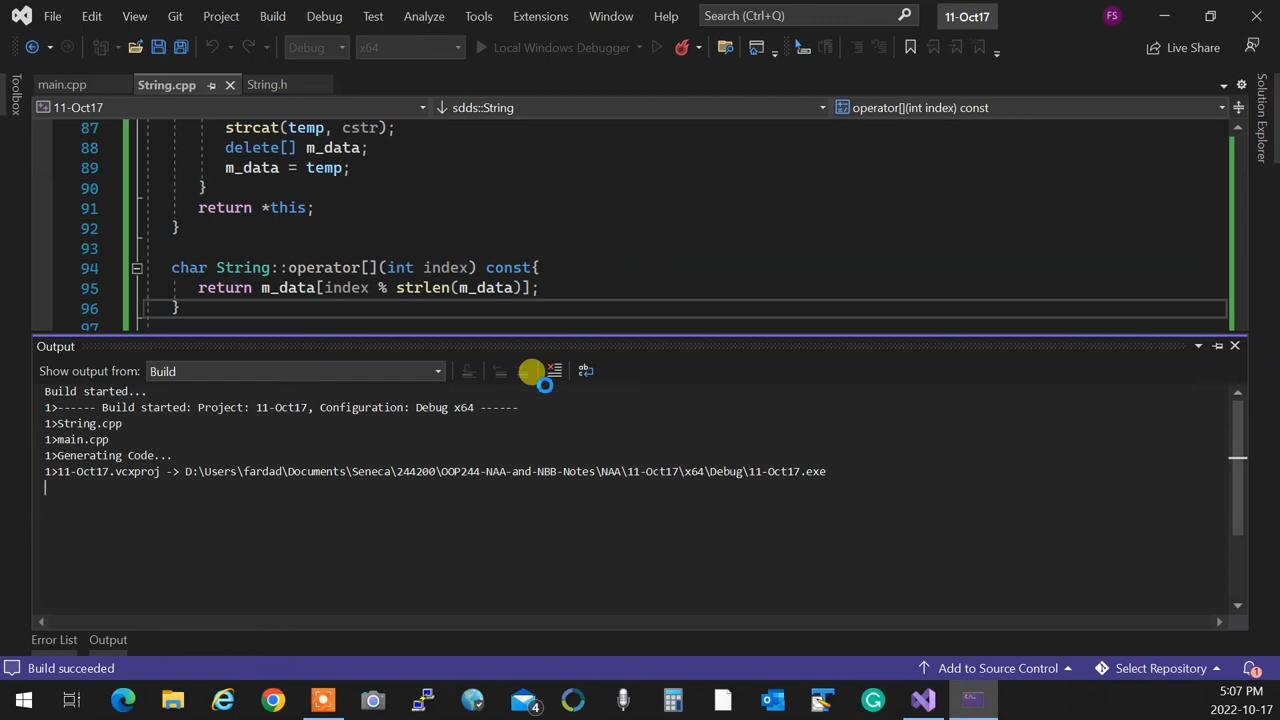 File Edit View Git Project Build Debug Test Analyze Tools Extensions Window Help Search (Ctrl+Q) 11-Oct17 FS
Debug x64 Local Windows Debugger Live Share
Toolbox
main.cpp String.cpp String.h
Solution Explorer
11-Oct17 sdds::String operator[](int index) const
87 strcat(temp, cstr);
88 delete[] m_data;
89 m_data = temp;
90 }
91 return *this;
92 }
93
94 char String::operator[](int index) const{
95 return m_data[index % strlen(m_data)];
96 }
97
Output
Show output from: Build
Build started...
1>------ Build started: Project: 11-Oct17, Configuration: Debug x64 ------
1>String.cpp
1>main.cpp
1>Generating Code...
1>11-Oct17.vcxproj -> D:\Users\fardad\Documents\Seneca\244200\OOP244-NAA-and-NBB-Notes\NAA\11-Oct17\x64\Debug\11-Oct17.exe
Error List Output
Build succeeded Add to Source Control Select Repository 1
4
5:07 PM
2022-10-17